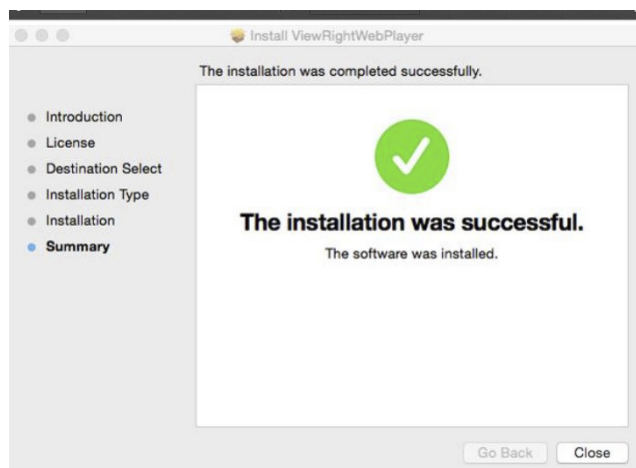 Install ViewRightWebPlayer
The installation was completed successfully.
Introduction
License
Destination Select
Installation Type
Installation
Summary
The installation was successful.
The software was installed.
Go Back
Close